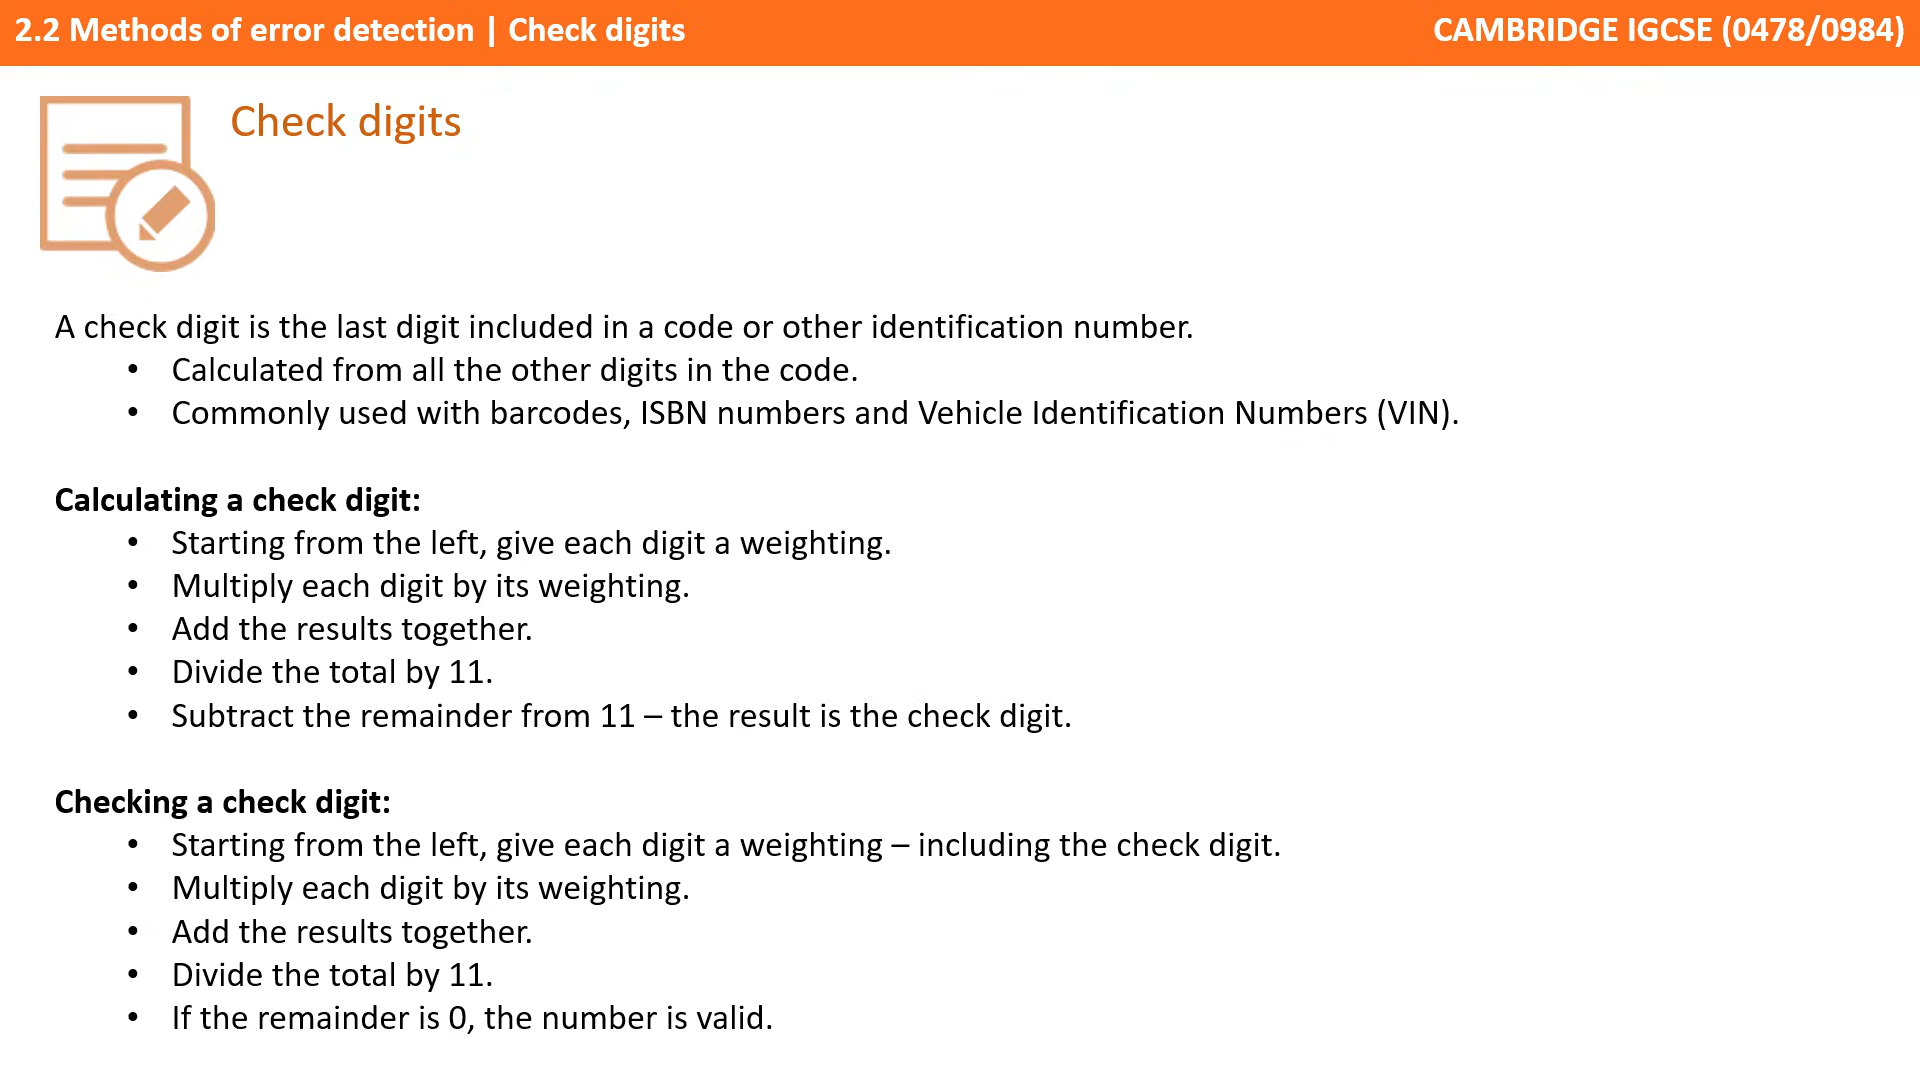 2.2 Methods of error detection | Check digits
CAMBRIDGE IGCSE (0478/0984)
Check digits
A check digit is the last digit included in a code or other identification number.
• Calculated from all the other digits in the code.
• Commonly used with barcodes, ISBN numbers and Vehicle Identification Numbers (VIN).
Calculating a check digit:
• Starting from the left, give each digit a weighting.
• Multiply each digit by its weighting.
• Add the results together.
• Divide the total by 11.
• Subtract the remainder from 11 – the result is the check digit.
Checking a check digit:
• Starting from the left, give each digit a weighting – including the check digit.
• Multiply each digit by its weighting.
• Add the results together.
• Divide the total by 11.
• If the remainder is 0, the number is valid.